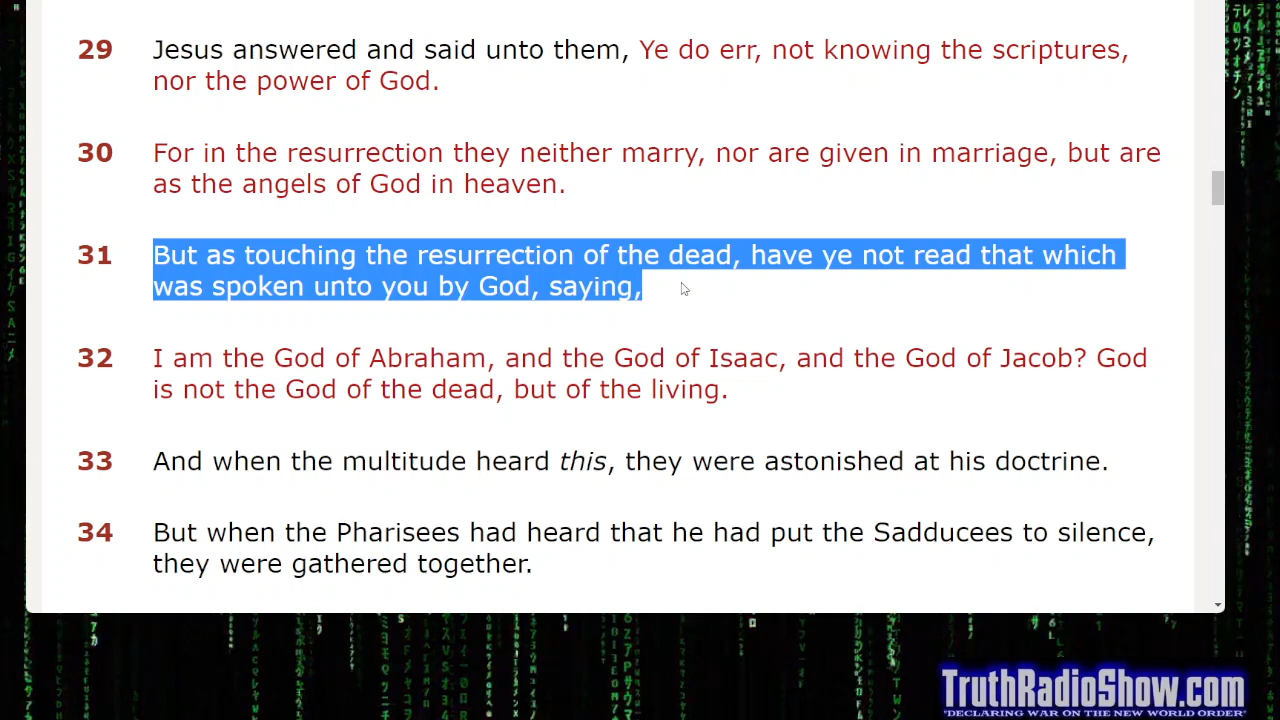 29 Jesus answered and said unto them, Ye do err, not knowing the scriptures,
nor the power of God.
30 For in the resurrection they neither marry, nor are given in marriage, but are
as the angels of God in heaven.
31 But as touching the resurrection of the dead, have ye not read that which
was spoken unto you by God, saying,
32 I am the God of Abraham, and the God of Isaac, and the God of Jacob? God
is not the God of the dead, but of the living.
33 And when the multitude heard this, they were astonished at his doctrine.
34 But when the Pharisees had heard that he had put the Sadducees to silence,
they were gathered together.
TruthRadioShow.com
"DECLARING WAR ON THE NEW WORLD ORDER"